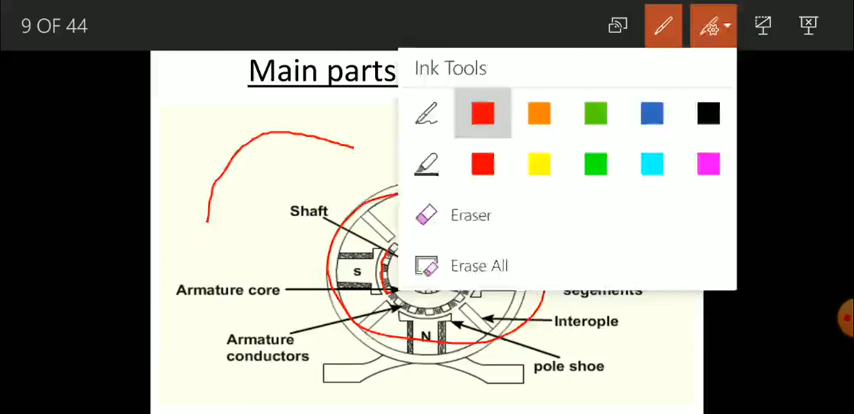 9 OF 44
Main parts
Ink Tools
Eraser
Erase All
Shaft
s
Armature core
segements
Interople
Armature
conductors
N
pole shoe